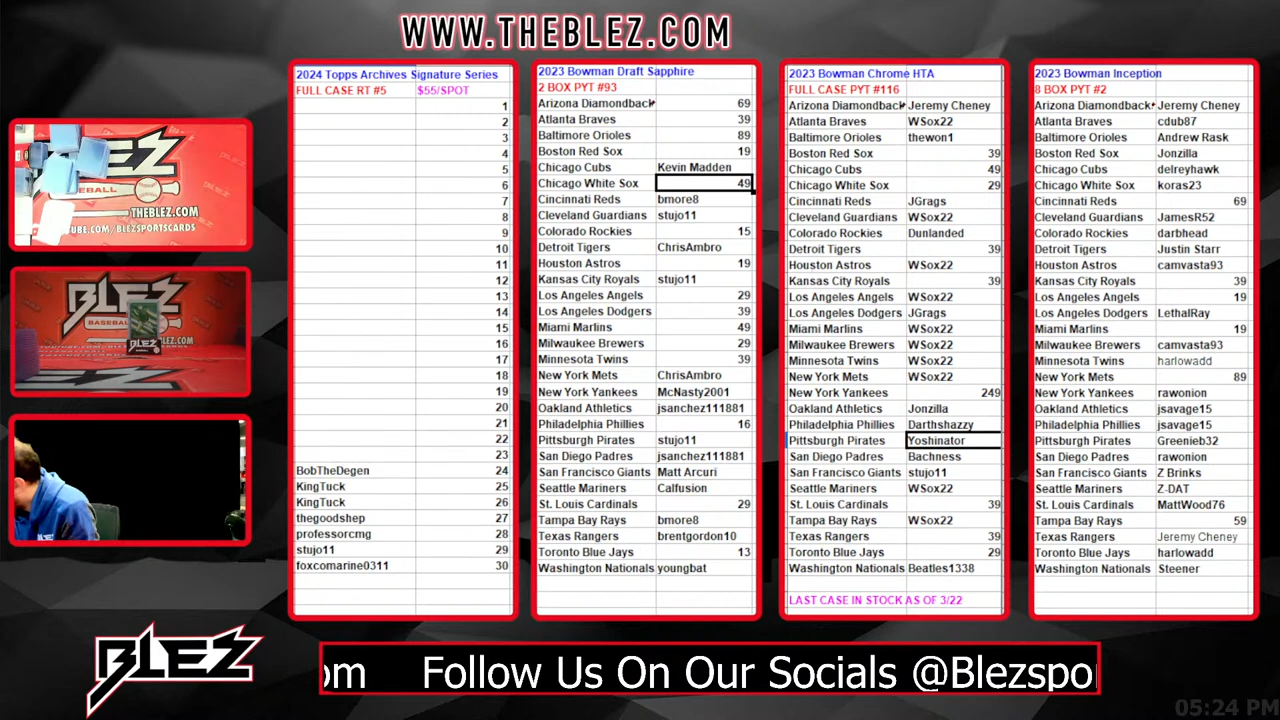 WWW.THEBLEZ.COM
2024 Topps Archives Signature Series
FULL CASE RT #5 $55/SPOT
1
2
3
4
5
6
7
8
9
10
11
12
13
14
15
16
17
18
19
20
21
22
23
BobTheDegen 24
KingTuck 25
KingTuck 26
thegoodshep 27
professorcmg 28
stujo11 29
foxcomarine0311 30
2023 Bowman Draft Sapphire
2 BOX PYT #93
Arizona Diamondback 69
Atlanta Braves 39
Baltimore Orioles 89
Boston Red Sox 19
Chicago Cubs Kevin Madden
Chicago White Sox 49
Cincinnati Reds bmore8
Cleveland Guardians stujo11
Colorado Rockies 15
Detroit Tigers ChrisAmbro
Houston Astros 19
Kansas City Royals stujo11
Los Angeles Angels 29
Los Angeles Dodgers 39
Miami Marlins 49
Milwaukee Brewers 29
Minnesota Twins 39
New York Mets ChrisAmbro
New York Yankees McNasty2001
Oakland Athletics jsanchez111881
Philadelphia Phillies 16
Pittsburgh Pirates stujo11
San Diego Padres jsanchez111881
San Francisco Giants Matt Arcuri
Seattle Mariners Calfusion
St. Louis Cardinals 29
Tampa Bay Rays bmore8
Texas Rangers brentgordon10
Toronto Blue Jays 13
Washington Nationals youngbat
2023 Bowman Chrome HTA
FULL CASE PYT #116
Arizona Diamondback Jeremy Cheney
Atlanta Braves WSox22
Baltimore Orioles thewon1
Boston Red Sox 39
Chicago Cubs 49
Chicago White Sox 29
Cincinnati Reds JGrags
Cleveland Guardians WSox22
Colorado Rockies Dunlanded
Detroit Tigers 39
Houston Astros WSox22
Kansas City Royals 39
Los Angeles Angels WSox22
Los Angeles Dodgers JGrags
Miami Marlins WSox22
Milwaukee Brewers WSox22
Minnesota Twins WSox22
New York Mets WSox22
New York Yankees 249
Oakland Athletics Jonzilla
Philadelphia Phillies Darthshazzy
Pittsburgh Pirates Yoshinator
San Diego Padres Bachness
San Francisco Giants stujo11
Seattle Mariners WSox22
St. Louis Cardinals 39
Tampa Bay Rays WSox22
Texas Rangers 39
Toronto Blue Jays 29
Washington Nationals Beatles1338
LAST CASE IN STOCK AS OF 3/22
2023 Bowman Inception
8 BOX PYT #2
Arizona Diamondback Jeremy Cheney
Atlanta Braves cdub87
Baltimore Orioles Andrew Rask
Boston Red Sox Jonzilla
Chicago Cubs delreyhawk
Chicago White Sox koras23
Cincinnati Reds 69
Cleveland Guardians JamesR52
Colorado Rockies darbhead
Detroit Tigers Justin Starr
Houston Astros camvasta93
Kansas City Royals 39
Los Angeles Angels 19
Los Angeles Dodgers LethalRay
Miami Marlins 19
Milwaukee Brewers camvasta93
Minnesota Twins harlowadd
New York Mets 89
New York Yankees rawonion
Oakland Athletics jsavage15
Philadelphia Phillies jsavage15
Pittsburgh Pirates Greenieb32
San Diego Padres rawonion
San Francisco Giants Z Brinks
Seattle Mariners Z-DAT
St. Louis Cardinals MattWood76
Tampa Bay Rays 59
Texas Rangers Jeremy Cheney
Toronto Blue Jays harlowadd
Washington Nationals Steener
EBALL
THEBLEZ.COM
UBE.COM/BLEZSPORTSCARDS
BLEZ
BASEBALL
BLEZ.COM
BLEZ
om Follow Us On Our Socials @Blezspor
05:24 PM